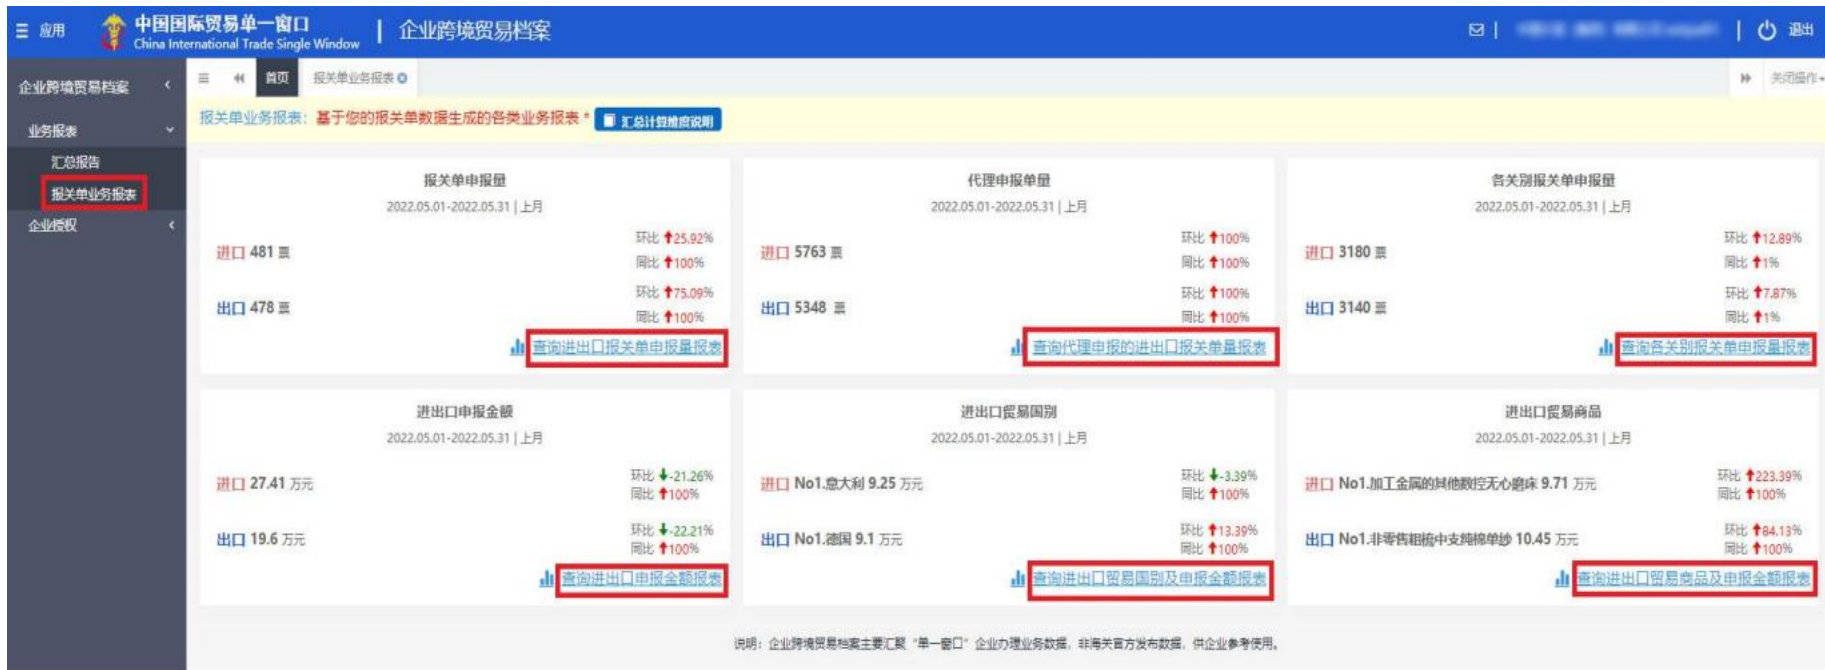 应用
中国国际贸易单一窗口
China International Trade Single Window
企业跨境贸易档案
退出
企业跨境贸易档案
首页
报关单业务报表
关闭操作
报关单业务报表：基于您的报关单数据生成的各类业务报表 * 汇总计算维度说明
业务报表
汇总报告
报关单业务报表
企业授权
报关单申报量
2022.05.01-2022.05.31 | 上月
进口 481 票
环比 25.92%
同比 100%
出口 478 票
环比 75.09%
同比 100%
查询进出口报关单申报量报表
代理申报单量
2022.05.01-2022.05.31 | 上月
进口 5763 票
环比 100%
同比 100%
出口 5348 票
环比 100%
同比 100%
查询代理申报的进出口报关单量报表
各关别报关单申报量
2022.05.01-2022.05.31 | 上月
进口 3180 票
环比 12.89%
同比 1%
出口 3140 票
环比 7.87%
同比 1%
查询各关别报关单申报量报表
进出口申报金额
2022.05.01-2022.05.31 | 上月
进口 27.41 万元
环比 -21.26%
同比 100%
出口 19.6 万元
环比 -22.21%
同比 100%
查询进出口申报金额报表
进出口贸易国别
2022.05.01-2022.05.31 | 上月
进口 No1.意大利 9.25 万元
环比 -3.39%
同比 100%
出口 No1.德国 9.1 万元
环比 13.39%
同比 100%
查询进出口贸易国别及申报金额报表
进出口贸易商品
2022.05.01-2022.05.31 | 上月
进口 No1.加工金属的其他数控无心磨床 9.71 万元
环比 223.39%
同比 100%
出口 No1.非零售粗梳中支纯棉单纱 10.45 万元
环比 84.13%
同比 100%
查询进出口贸易商品及申报金额报表
说明：企业跨境贸易档案主要汇聚“单一窗口”企业办理业务数据，非海关官方发布数据，供企业参考使用。